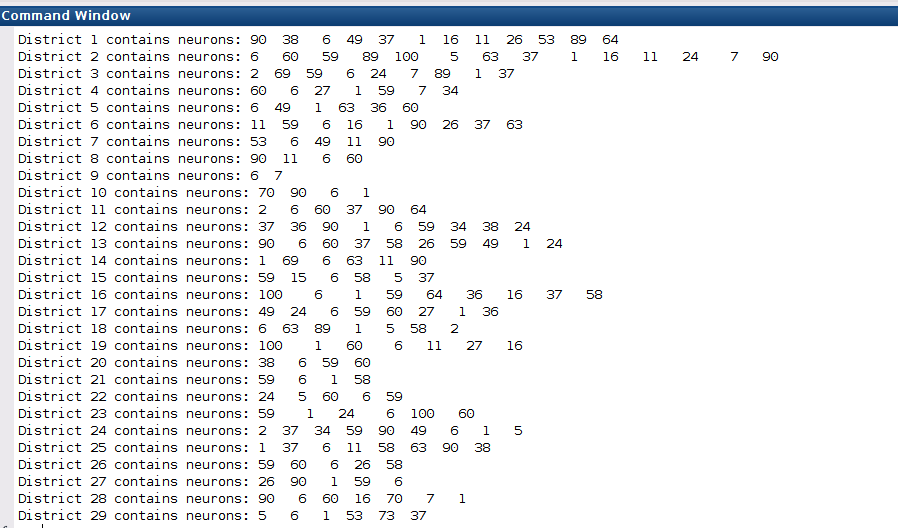 Command Window
District 1 contains neurons: 90 38 6 49 37 1 16 11 26 53 89 64
District 2 contains neurons: 6 60 59 89 100 5 63 37 1 16 11 24 7 90
District 3 contains neurons: 2 69 59 6 24 7 89 1 37
District 4 contains neurons: 60 6 27 1 59 7 34
District 5 contains neurons: 6 49 1 63 36 60
District 6 contains neurons: 11 59 6 16 1 90 26 37 63
District 7 contains neurons: 53 6 49 11 90
District 8 contains neurons: 90 11 6 60
District 9 contains neurons: 6 7
District 10 contains neurons: 70 90 6 1
District 11 contains neurons: 2 6 60 37 90 64
District 12 contains neurons: 37 36 90 1 6 59 34 38 24
District 13 contains neurons: 90 6 60 37 58 26 59 49 1 24
District 14 contains neurons: 1 69 6 63 11 90
District 15 contains neurons: 59 15 6 58 5 37
District 16 contains neurons: 100 6 1 59 64 36 16 37 58
District 17 contains neurons: 49 24 6 59 60 27 1 36
District 18 contains neurons: 6 63 89 1 5 58 2
District 19 contains neurons: 100 1 60 6 11 27 16
District 20 contains neurons: 38 6 59 60
District 21 contains neurons: 59 6 1 58
District 22 contains neurons: 24 5 60 6 59
District 23 contains neurons: 59 1 24 6 100 60
District 24 contains neurons: 2 37 34 59 90 49 6 1 5
District 25 contains neurons: 1 37 6 11 58 63 90 38
District 26 contains neurons: 59 60 6 26 58
District 27 contains neurons: 26 90 1 59 6
District 28 contains neurons: 90 6 60 16 70 7 1
District 29 contains neurons: 5 6 1 53 73 37